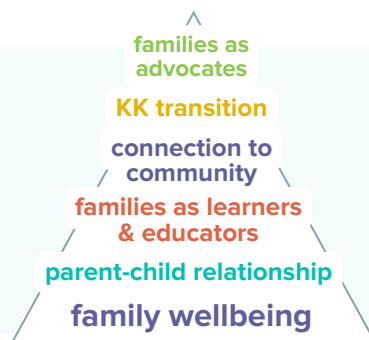 families as
advocates
KK transition
connection to
community
families as learners
& educators
parent-child relationship
family wellbeing